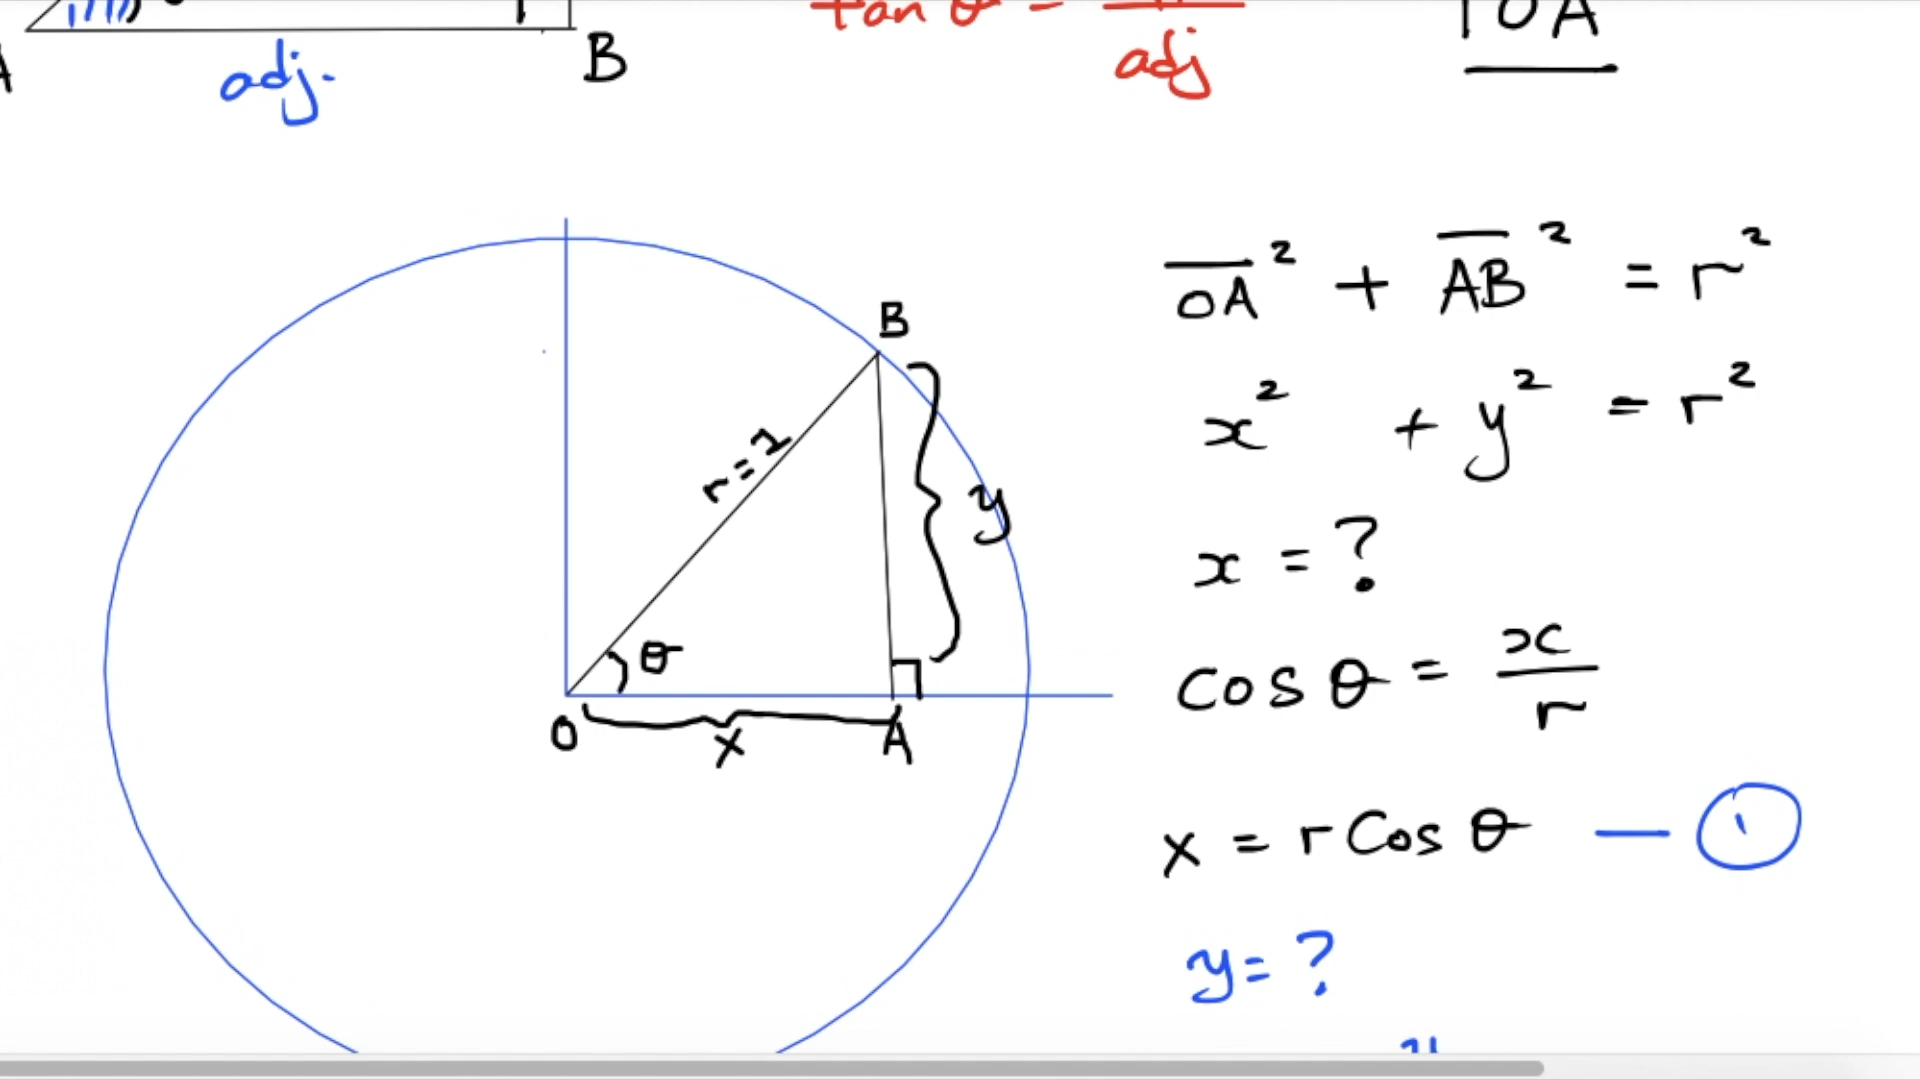 adj.
B
tan θ =
adj
TOA
B
r=1
y
θ
O
x
A
OA² + AB² = r²
x² + y² = r²
x = ?
cos θ = x/r
x = r Cos θ — ①
y= ?